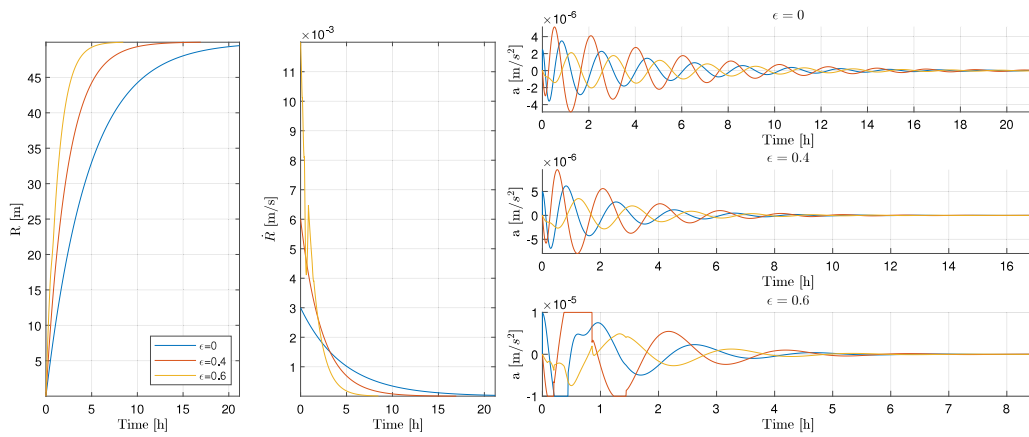 R [m]
45
40
35
30
25
20
15
10
5
0
5
10
15
20
Time [h]
ϵ=0
ϵ=0.4
ϵ=0.6
×10⁻³
Ṙ [m/s]
11
10
9
8
7
6
5
4
3
2
1
0
5
10
15
20
Time [h]
ϵ = 0
×10⁻⁶
a [m/s²]
4
2
0
-2
-4
0 2 4 6 8 10 12 14 16 18 20
Time [h]
ϵ = 0.4
×10⁻⁶
a [m/s²]
5
0
-5
0 2 4 6 8 10 12 14 16
Time [h]
ϵ = 0.6
×10⁻⁵
a [m/s²]
1
0
-1
0 1 2 3 4 5 6 7 8
Time [h]